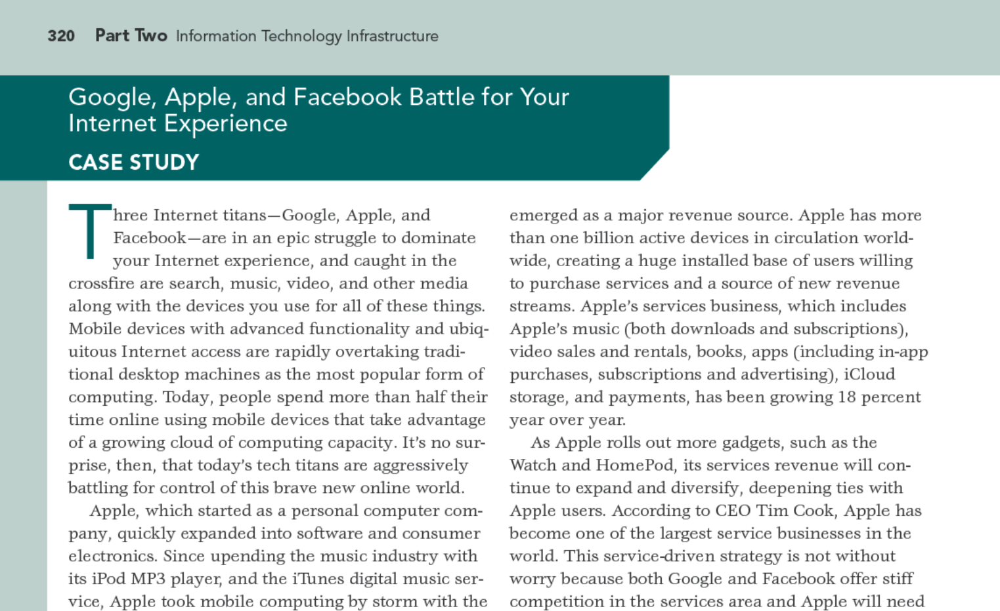 320 Part Two Information Technology Infrastructure
Google, Apple, and Facebook Battle for Your
Internet Experience
CASE STUDY
Three Internet titans—Google, Apple, and
Facebook—are in an epic struggle to dominate
your Internet experience, and caught in the
crossfire are search, music, video, and other media
along with the devices you use for all of these things.
Mobile devices with advanced functionality and ubiq-
uitous Internet access are rapidly overtaking tradi-
tional desktop machines as the most popular form of
computing. Today, people spend more than half their
time online using mobile devices that take advantage
of a growing cloud of computing capacity. It's no sur-
prise, then, that today's tech titans are aggressively
battling for control of this brave new online world.
Apple, which started as a personal computer com-
pany, quickly expanded into software and consumer
electronics. Since upending the music industry with
its iPod MP3 player, and the iTunes digital music ser-
vice, Apple took mobile computing by storm with the
emerged as a major revenue source. Apple has more
than one billion active devices in circulation world-
wide, creating a huge installed base of users willing
to purchase services and a source of new revenue
streams. Apple's services business, which includes
Apple's music (both downloads and subscriptions),
video sales and rentals, books, apps (including in-app
purchases, subscriptions and advertising), iCloud
storage, and payments, has been growing 18 percent
year over year.
As Apple rolls out more gadgets, such as the
Watch and HomePod, its services revenue will con-
tinue to expand and diversify, deepening ties with
Apple users. According to CEO Tim Cook, Apple has
become one of the largest service businesses in the
world. This service-driven strategy is not without
worry because both Google and Facebook offer stiff
competition in the services area and Apple will need